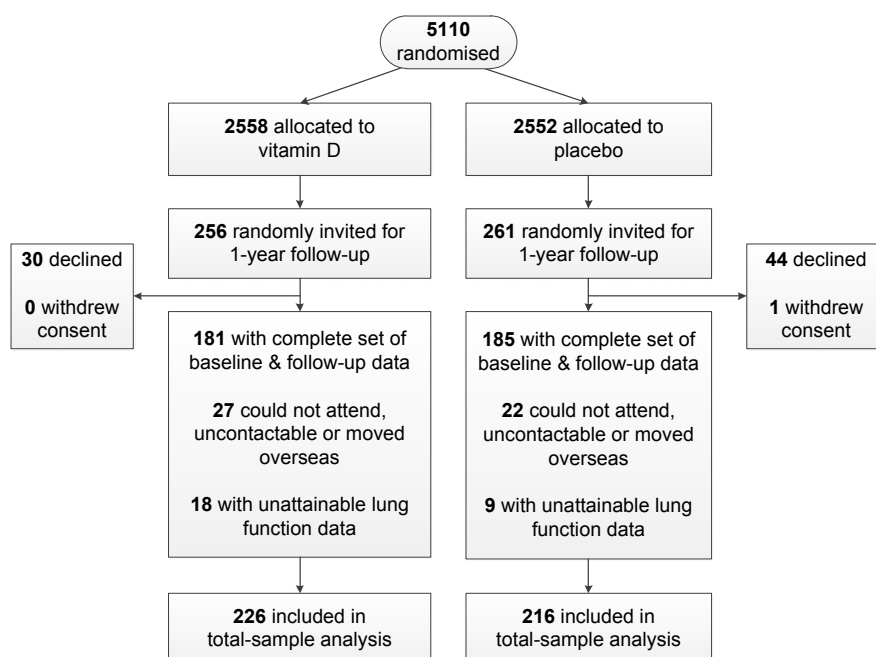 5110
randomised
2558 allocated to
vitamin D
2552 allocated to
placebo
256 randomly invited for
1-year follow-up
261 randomly invited for
1-year follow-up
30 declined
0 withdrew
consent
44 declined
1 withdrew
consent
181 with complete set of
baseline & follow-up data
27 could not attend,
uncontactable or moved
overseas
18 with unattainable lung
function data
185 with complete set of
baseline & follow-up data
22 could not attend,
uncontactable or moved
overseas
9 with unattainable lung
function data
226 included in
total-sample analysis
216 included in
total-sample analysis